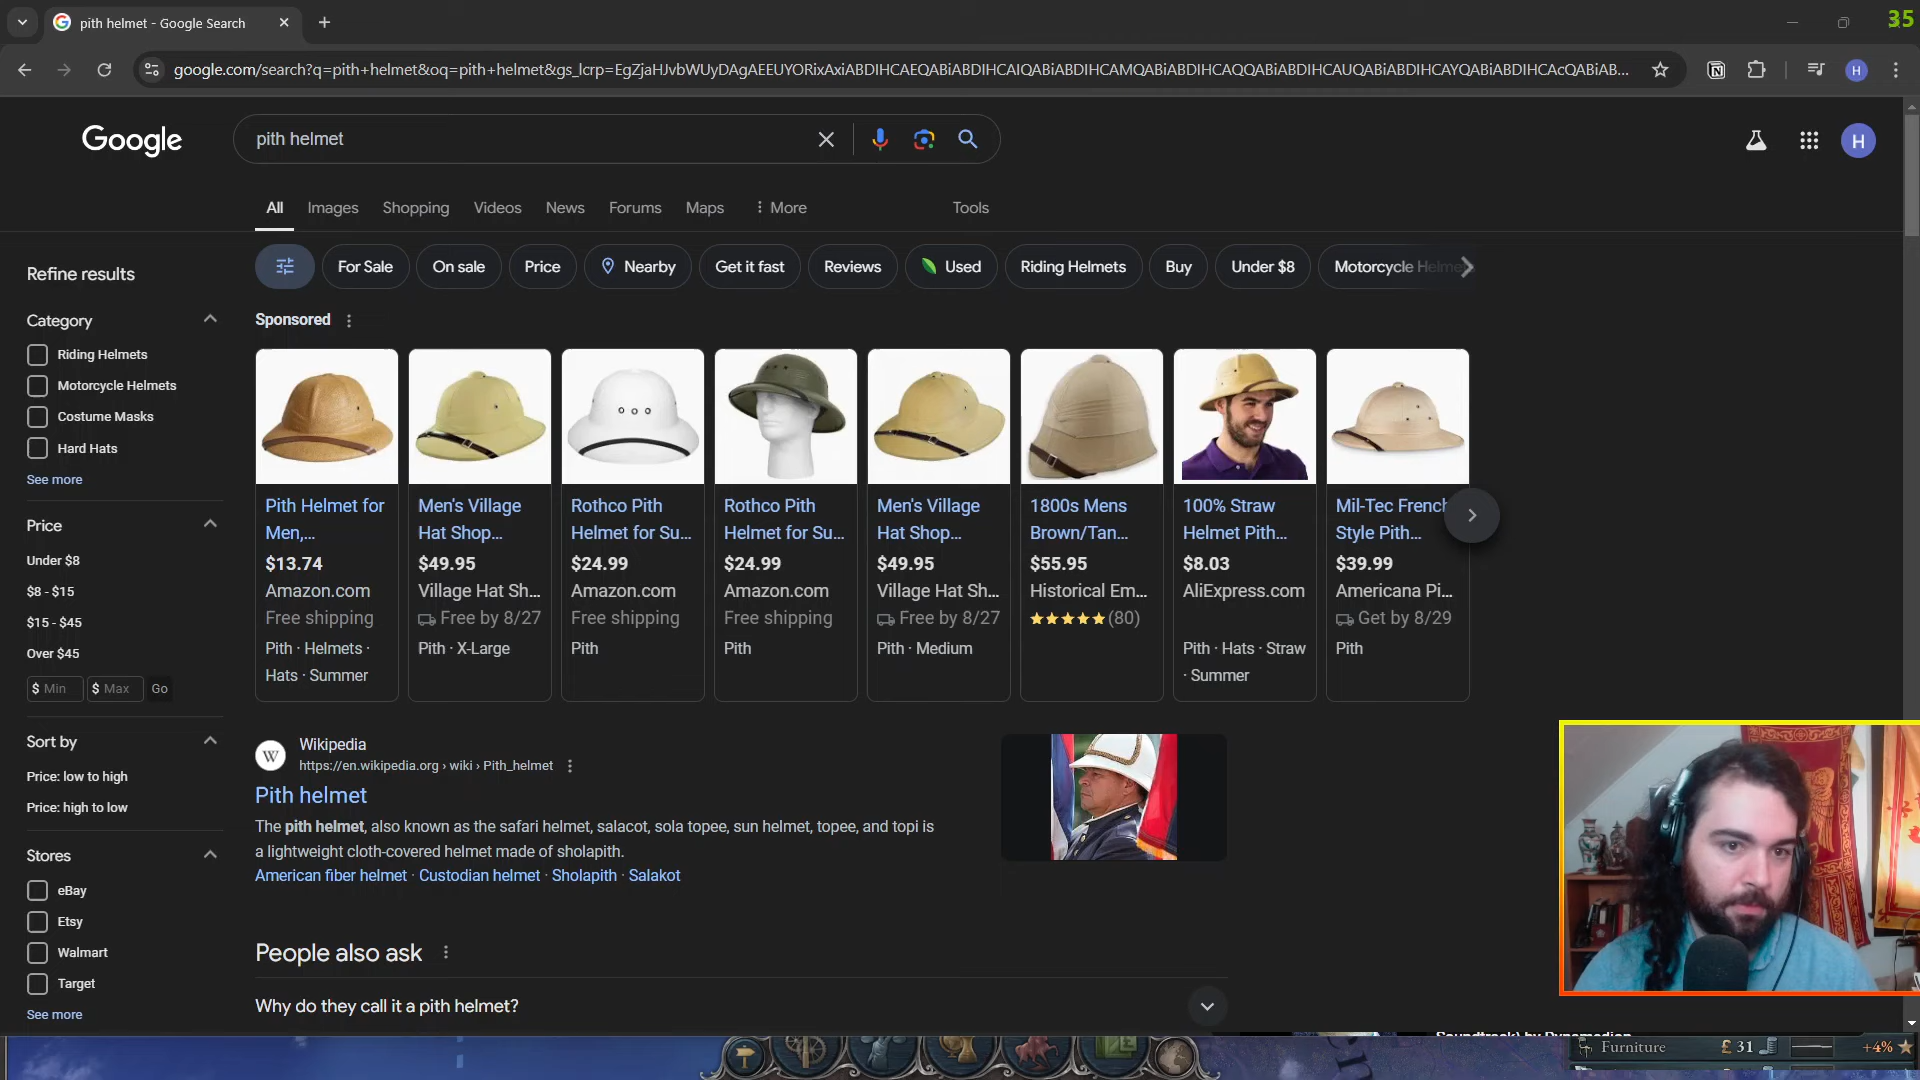 pith helmet - Google Search
35
google.com/search?q=pith+helmet&oq=pith+helmet&gs_lcrp=EgZjaHJvbWUyDAgAEEUYORixAxiABDIHCAEQABiABDIHCAIQABiABDIHCAMQABiABDIHCAQQABiABDIHCAUQABiABDIHCAYQABiABDIHCAcQABiAB...
H
Google
pith helmet
H
All
Images
Shopping
Videos
News
Forums
Maps
More
Tools
For Sale
On sale
Price
Nearby
Get it fast
Reviews
Used
Riding Helmets
Buy
Under $8
Motorcycle Helme
Refine results
Category
Riding Helmets
Motorcycle Helmets
Costume Masks
Hard Hats
See more
Price
Under $8
$8 - $15
$15 - $45
Over $45
$ Min
$ Max
Go
Sort by
Price: low to high
Price: high to low
Stores
eBay
Etsy
Walmart
Target
See more
Sponsored
Pith Helmet for
Men,...
$13.74
Amazon.com
Free shipping
Pith · Helmets ·
Hats · Summer
Men's Village
Hat Shop...
$49.95
Village Hat Sh...
Free by 8/27
Pith · X-Large
Rothco Pith
Helmet for Su...
$24.99
Amazon.com
Free shipping
Pith
Rothco Pith
Helmet for Su...
$24.99
Amazon.com
Free shipping
Pith
Men's Village
Hat Shop...
$49.95
Village Hat Sh...
Free by 8/27
Pith · Medium
1800s Mens
Brown/Tan...
$55.95
Historical Em...
(80)
100% Straw
Helmet Pith...
$8.03
AliExpress.com
Pith · Hats · Straw
· Summer
Mil-Tec French
Style Pith...
$39.99
Americana Pi...
Get by 8/29
Pith
W
Wikipedia
https://en.wikipedia.org › wiki › Pith_helmet
Pith helmet
The pith helmet, also known as the safari helmet, salacot, sola topee, sun helmet, topee, and topi is
a lightweight cloth-covered helmet made of sholapith.
American fiber helmet · Custodian helmet · Sholapith · Salakot
People also ask
Why do they call it a pith helmet?
Furniture
£ 31
+4%